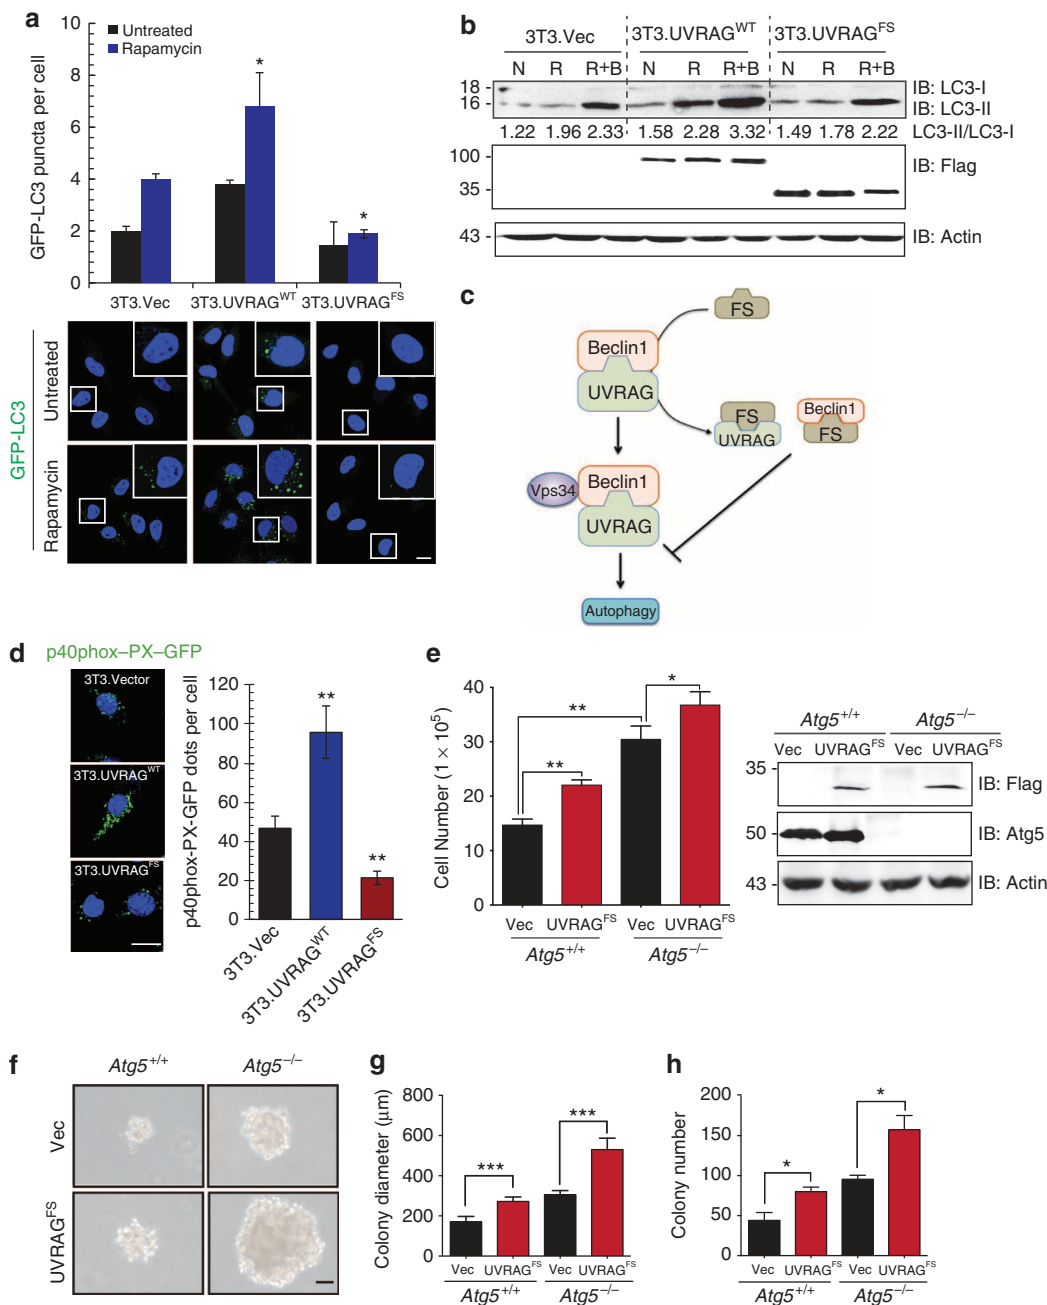 a
10
8
6
4
2
0
GFP-LC3 puncta per cell
Untreated
Rapamycin
*
*
3T3.Vec 3T3.UVRAG^WT 3T3.UVRAG^FS
GFP-LC3
Untreated
Rapamycin
b
3T3.Vec 3T3.UVRAG^WT 3T3.UVRAG^FS
N R R+B N R R+B N R R+B
18 IB: LC3-I
16 IB: LC3-II
1.22 1.96 2.33 1.58 2.28 3.32 1.49 1.78 2.22 LC3-II/LC3-I
100 IB: Flag
35
43 IB: Actin
c
FS
Beclin1
UVRAG
FS
UVRAG
Beclin1
FS
Vps34
Beclin1
UVRAG
Autophagy
d
p40phox–PX–GFP
3T3.Vector
3T3.UVRAG^WT
3T3.UVRAG^FS
p40phox-PX-GFP dots per cell
120
100
80
60
40
20
0
**
**
3T3.Vec
3T3.UVRAG^WT
3T3.UVRAG^FS
e
Cell Number (1 × 10^5)
40
30
20
10
0
**
**
*
Vec UVRAG^FS Vec UVRAG^FS
Atg5^+/+ Atg5^−/−
Atg5^+/+ Atg5^−/−
Vec UVRAG^FS Vec UVRAG^FS
35
IB: Flag
50 IB: Atg5
43 IB: Actin
f
Atg5^+/+ Atg5^−/−
Vec
UVRAG^FS
g
Colony diameter (μm)
800
600
400
200
0
***
***
Vec UVRAG^FS Vec UVRAG^FS
Atg5^+/+ Atg5^−/−
h
Colony number
200
150
100
50
0
*
*
Vec UVRAG^FS Vec UVRAG^FS
Atg5^+/+ Atg5^−/−